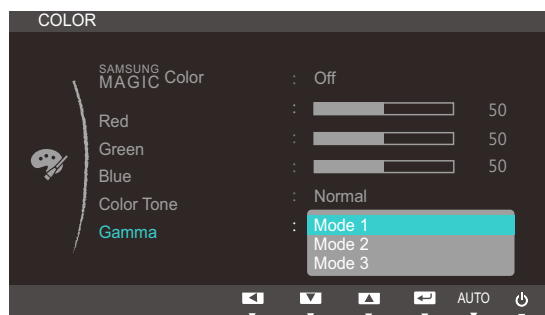 COLOR
SAMSUNG
MAGIC Color : Off
Red : 50
Green : 50
Blue : 50
Color Tone : Normal
Gamma : Mode 1
Mode 2
Mode 3
AUTO